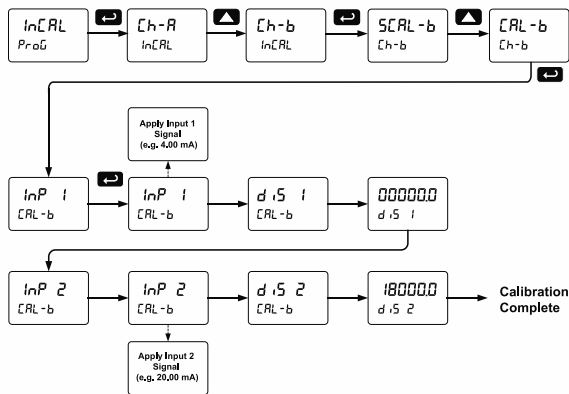 InCAL
ProG
Ch-A
InCAL
Ch-b
InCAL
SCAL-b
Ch-b
CAL-b
Ch-b
Apply Input 1
Signal
(e.g. 4.00 mA)
InP 1
CAL-b
InP 1
CAL-b
diS 1
CAL-b
00000.0
diS 1
InP 2
CAL-b
InP 2
CAL-b
diS 2
CAL-b
18000.0
diS 2
Calibration
Complete
Apply Input 2
Signal
(e.g. 20.00 mA)